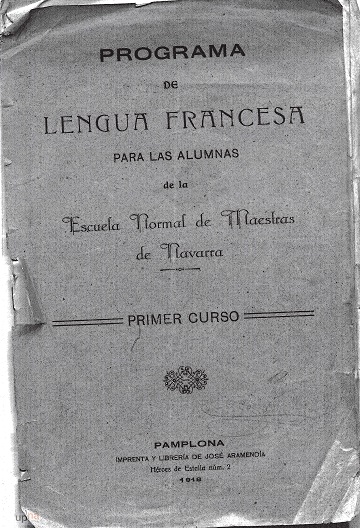 PROGRAMA
DE
LENGUA FRANCESA
PARA LAS ALUMNAS
de la
Escuela Normal de Maestras
de Navarra
PRIMER CURSO
PAMPLONA
IMPRENTA Y LIBRERÍA DE JOSÉ ARAMENDÍA
Héroes de Estella núm. 2
1918